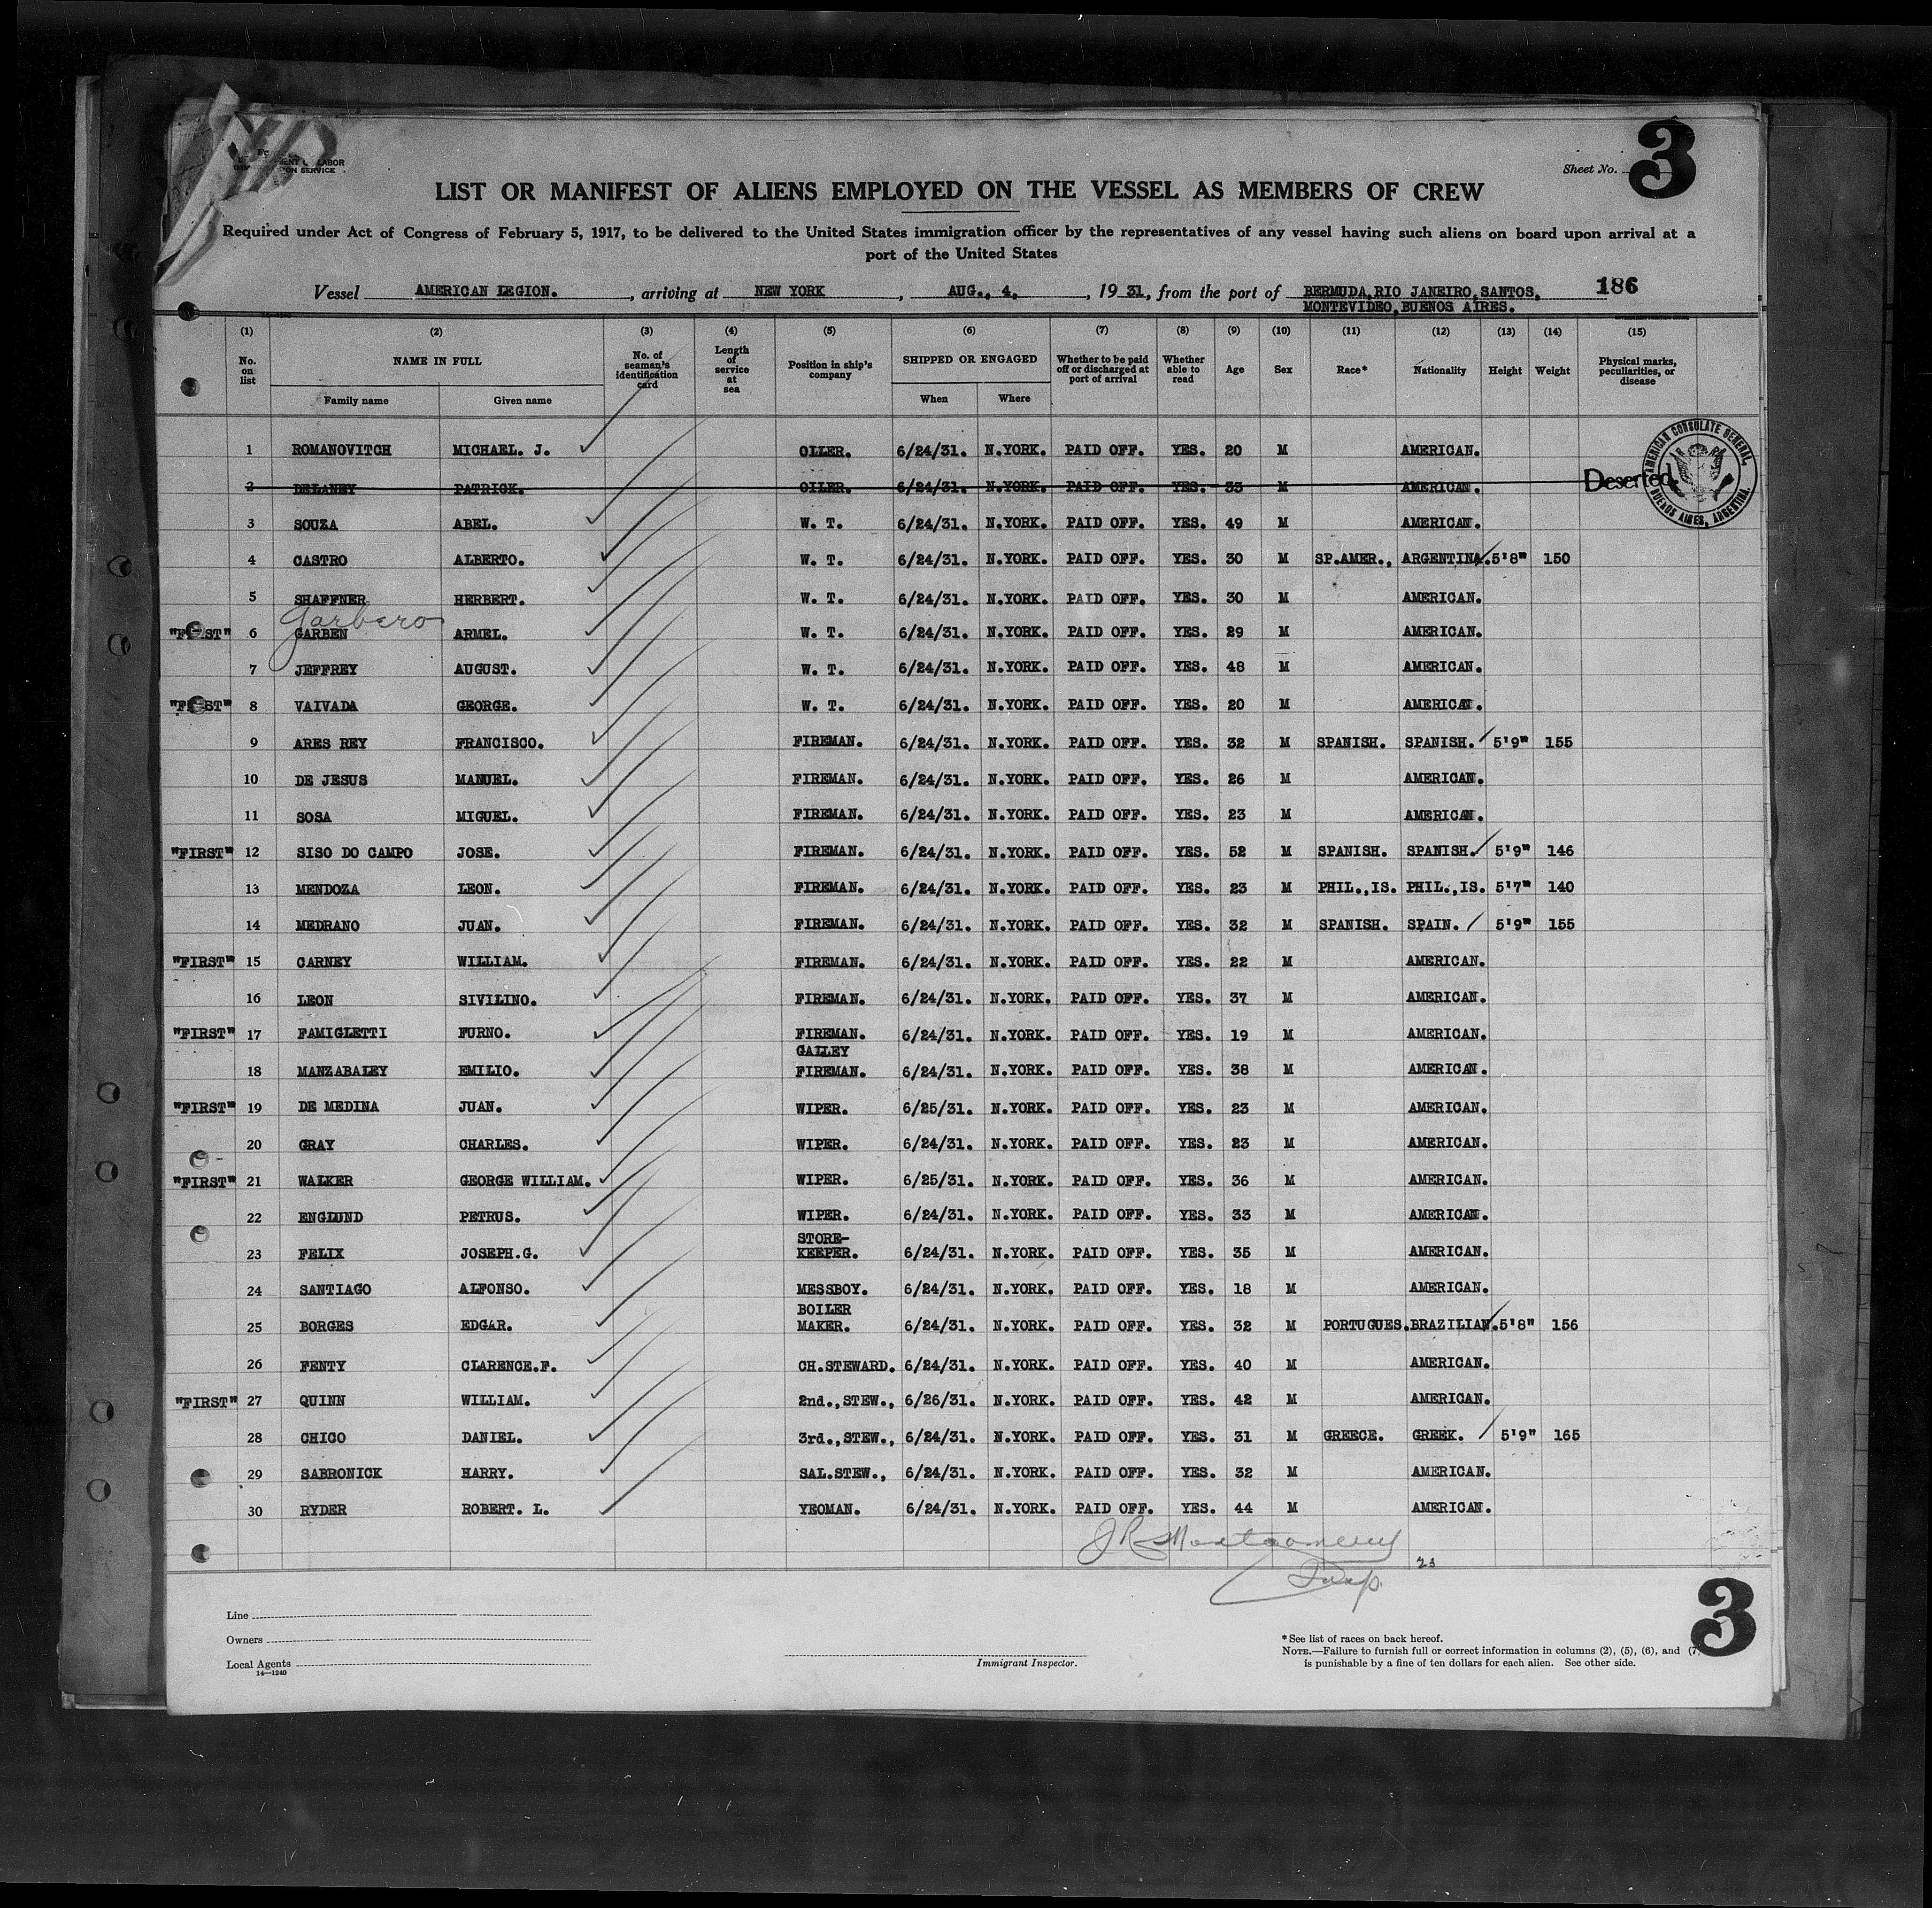 LABOR
ON SERVICE
Sheet No. 3
LIST OR MANIFEST OF ALIENS EMPLOYED ON THE VESSEL AS MEMBERS OF CREW
Required under Act of Congress of February 5, 1917, to be delivered to the United States immigration officer by the representatives of any vessel having such aliens on board upon arrival at a
port of the United States
Vessel AMERICAN LEGION. , arriving at NEW YORK , AUG., 4, , 19 31, from the port of BERMUDA, RIO JANEIRO, SANTOS, 186
MONTEVIDEO, BUENOS AIRES.
(1) (2) (3) (4) (5) (6) (7) (8) (9) (10) (11) (12) (13) (14) (15)
No. on list NAME IN FULL Family name Given name No. of seaman's identification card Length of service at sea Position in ship's company SHIPPED OR ENGAGED When Where Whether to be paid off or discharged at port of arrival Whether able to read Age Sex Race* Nationality Height Weight Physical marks, peculiarities, or disease
1 ROMANOVITCH MICHAEL. J. OILER. 6/24/31. N.YORK. PAID OFF. YES. 20 M AMERICAN.
2 DELANEY PATRICK. OILER. 6/24/31. N.YORK. PAID OFF. YES. 33 M AMERICAN. Deserted
AMERICAN CONSULATE GENERAL, BUENOS AIRES, ARGENTINA.
3 SOUZA ABEL. W. T. 6/24/31. N.YORK. PAID OFF. YES. 49 M AMERICAN.
4 CASTRO ALBERTO. W. T. 6/24/31. N.YORK. PAID OFF. YES. 30 M SP.AMER., ARGENTINA. 5'8" 150
5 SHAFFNER HERBERT. W. T. 6/24/31. N.YORK. PAID OFF. YES. 30 M AMERICAN.
Garbero
"FIRST" 6 GARBEN ARMEL. W. T. 6/24/31. N.YORK. PAID OFF. YES. 29 M AMERICAN.
7 JEFFREY AUGUST. W. T. 6/24/31. N.YORK. PAID OFF. YES. 48 M AMERICAN.
"FIRST" 8 VAIVADA GEORGE. W. T. 6/24/31. N.YORK. PAID OFF. YES. 20 M AMERICAN.
9 ARES REY FRANCISCO. FIREMAN. 6/24/31. N.YORK. PAID OFF. YES. 32 M SPANISH. SPANISH. 5'9" 155
10 DE JESUS MANUEL. FIREMAN. 6/24/31. N.YORK. PAID OFF. YES. 26 M AMERICAN.
11 SOSA MIGUEL. FIREMAN. 6/24/31. N.YORK. PAID OFF. YES. 23 M AMERICAN.
"FIRST" 12 SISO DO CAMPO JOSE. FIREMAN. 6/24/31. N.YORK. PAID OFF. YES. 52 M SPANISH. SPANISH. 5'9" 146
13 MENDOZA LEON. FIREMAN. 6/24/31. N.YORK. PAID OFF. YES. 23 M PHIL.,IS. PHIL.,IS. 5'7" 140
14 MEDRANO JUAN. FIREMAN. 6/24/31. N.YORK. PAID OFF. YES. 32 M SPANISH. SPAIN. 5'9" 155
"FIRST" 15 CARNEY WILLIAM. FIREMAN. 6/24/31. N.YORK. PAID OFF. YES. 22 M AMERICAN.
16 LEON SIVILINO. FIREMAN. 6/24/31. N.YORK. PAID OFF. YES. 37 M AMERICAN.
"FIRST" 17 FAMIGLETTI FURNO. FIREMAN. 6/24/31. N.YORK. PAID OFF. YES. 19 M AMERICAN.
18 MANZABALEY EMILIO. GALLEY FIREMAN. 6/24/31. N.YORK. PAID OFF. YES. 38 M AMERICAN.
"FIRST" 19 DE MEDINA JUAN. WIPER. 6/25/31. N.YORK. PAID OFF. YES. 23 M AMERICAN.
20 GRAY CHARLES. WIPER. 6/24/31. N.YORK. PAID OFF. YES. 23 M AMERICAN.
"FIRST" 21 WALKER GEORGE WILLIAM. WIPER. 6/25/31. N.YORK. PAID OFF. YES. 36 M AMERICAN.
22 ENGLUND PETRUS. WIPER. 6/24/31. N.YORK. PAID OFF. YES. 33 M AMERICAN.
23 FELIX JOSEPH.G. STORE-KEEPER. 6/24/31. N.YORK. PAID OFF. YES. 35 M AMERICAN.
24 SANTIAGO ALFONSO. MESSBOY. 6/24/31. N.YORK. PAID OFF. YES. 18 M AMERICAN.
25 BORGES EDGAR. BOILER MAKER. 6/24/31. N.YORK. PAID OFF. YES. 32 M PORTUGUES. BRAZILIAN. 5'8" 156
26 FENTY CLARENCE.F. CH.STEWARD. 6/24/31. N.YORK. PAID OFF. YES. 40 M AMERICAN.
"FIRST" 27 QUINN WILLIAM. 2nd.,STEW., 6/26/31. N.YORK. PAID OFF. YES. 42 M AMERICAN.
28 CHICO DANIEL. 3rd.,STEW., 6/24/31. N.YORK. PAID OFF. YES. 31 M GREECE. GREEK. 5'9" 165
29 SABRONICK HARRY. SAL.STEW., 6/24/31. N.YORK. PAID OFF. YES. 32 M AMERICAN.
30 RYDER ROBERT. L. YEOMAN. 6/24/31. N.YORK. PAID OFF. YES. 44 M AMERICAN.
J R Montgomery
Insp.
Line
Owners
Local Agents
14—1240
Immigrant Inspector.
* See list of races on back hereof.
NOTE.—Failure to furnish full or correct information in columns (2), (5), (6), and (7)
is punishable by a fine of ten dollars for each alien. See other side.
3